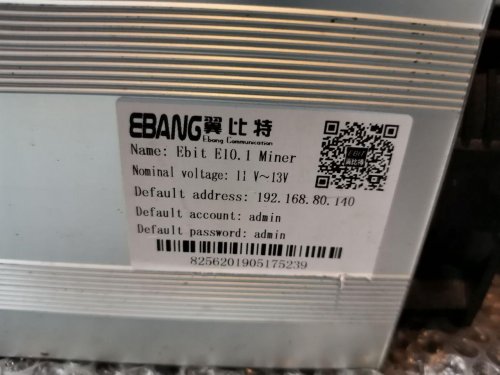 EBANG翼比特
Ebang Communication
Name: Ebit E10.1 Miner
Nominal voltage: 11 V～13V
Default address: 192.168.80.140
Default account: admin
Default password: admin
8256201905175239